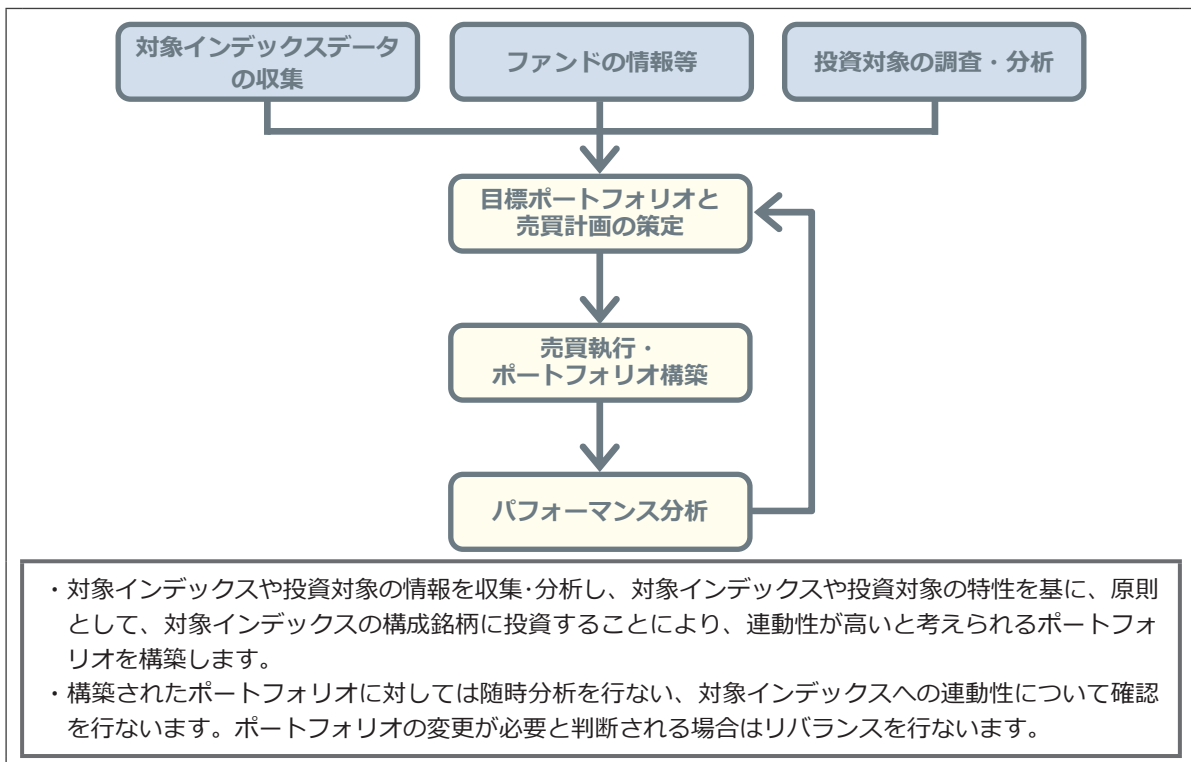 対象インデックスデータ
の収集
ファンドの情報等
投資対象の調査・分析
目標ポートフォリオと
売買計画の策定
売買執行・
ポートフォリオ構築
パフォーマンス分析
・対象インデックスや投資対象の情報を収集･分析し、対象インデックスや投資対象の特性を基に、原則
として、対象インデックスの構成銘柄に投資することにより、連動性が高いと考えられるポートフォ
リオを構築します。
・構築されたポートフォリオに対しては随時分析を行ない、対象インデックスへの連動性について確認
を行ないます。ポートフォリオの変更が必要と判断される場合はリバランスを行ないます。